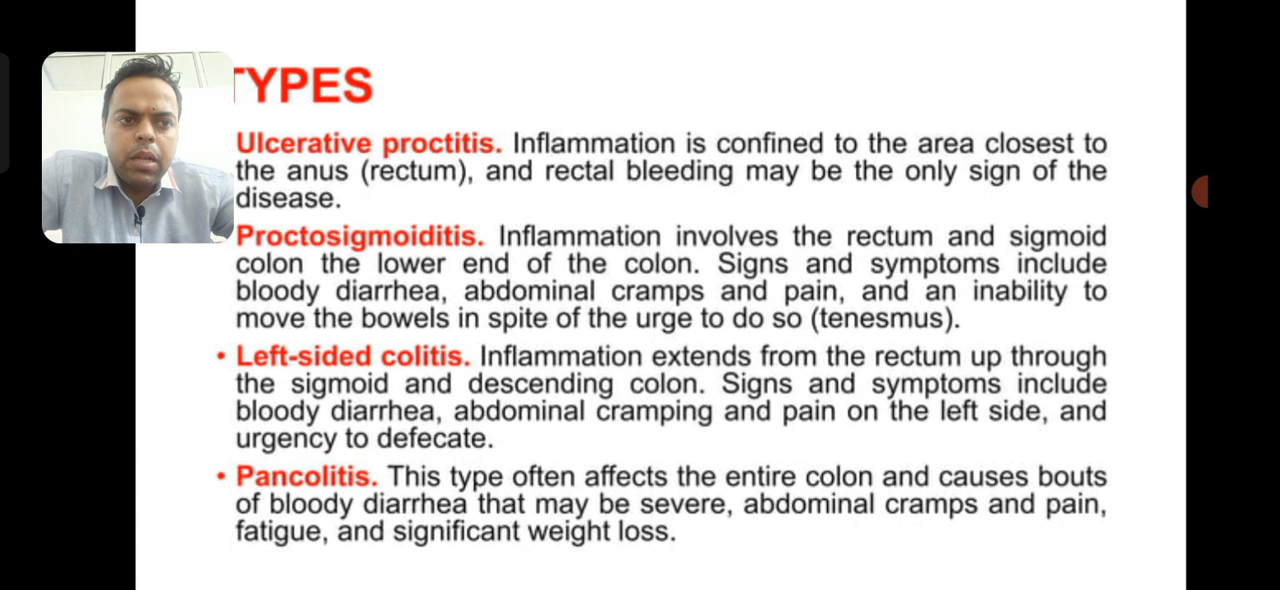 TYPES
Ulcerative proctitis. Inflammation is confined to the area closest to
the anus (rectum), and rectal bleeding may be the only sign of the
disease.
Proctosigmoiditis. Inflammation involves the rectum and sigmoid
colon the lower end of the colon. Signs and symptoms include
bloody diarrhea, abdominal cramps and pain, and an inability to
move the bowels in spite of the urge to do so (tenesmus).
• Left-sided colitis. Inflammation extends from the rectum up through
the sigmoid and descending colon. Signs and symptoms include
bloody diarrhea, abdominal cramping and pain on the left side, and
urgency to defecate.
• Pancolitis. This type often affects the entire colon and causes bouts
of bloody diarrhea that may be severe, abdominal cramps and pain,
fatigue, and significant weight loss.